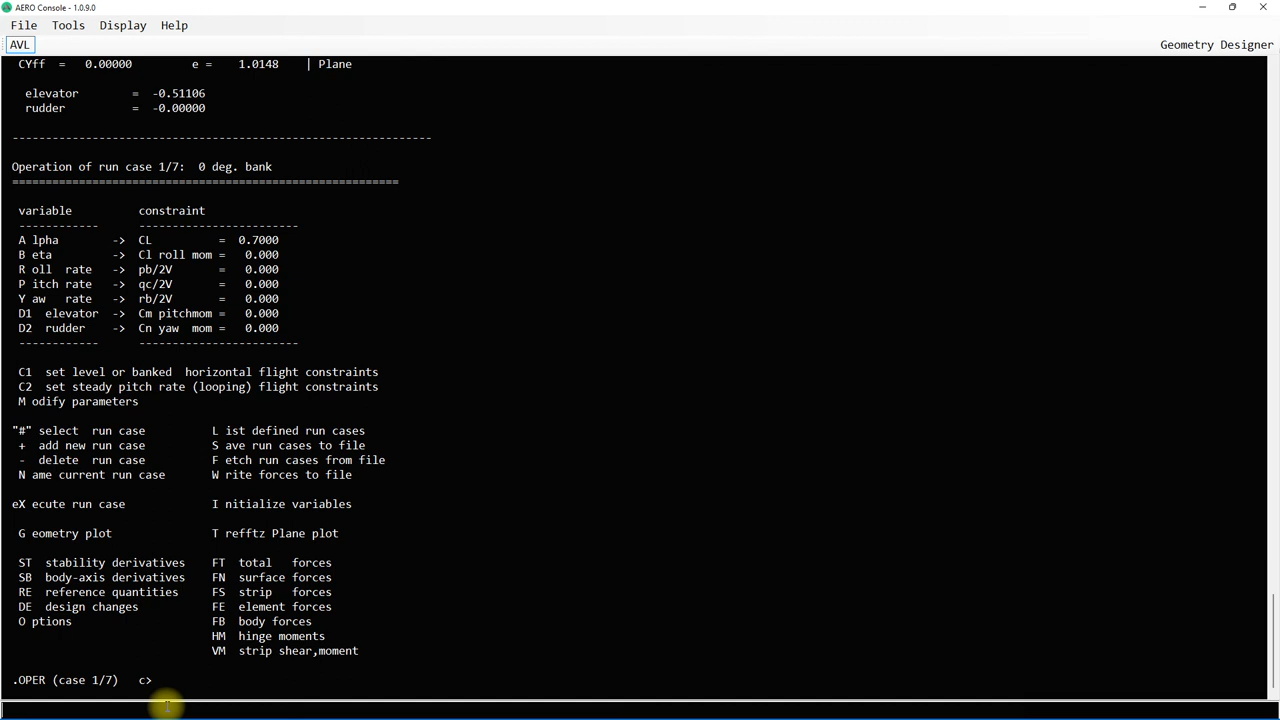 AERO Console - 1.0.9.0
File Tools Display Help
AVL Geometry Designer
CYff = 0.00000 e = 1.0148 | Plane
elevator = -0.51106
rudder = -0.00000
-----------------------------------------------------------------
Operation of run case 1/7: 0 deg. bank
==========================================================
variable constraint
------------ ------------------------
A lpha -> CL = 0.7000
B eta -> Cl roll mom = 0.000
R oll rate -> pb/2V = 0.000
P itch rate -> qc/2V = 0.000
Y aw rate -> rb/2V = 0.000
D1 elevator -> Cm pitchmom = 0.000
D2 rudder -> Cn yaw mom = 0.000
------------ ------------------------
C1 set level or banked horizontal flight constraints
C2 set steady pitch rate (looping) flight constraints
M odify parameters
"#" select run case L ist defined run cases
+ add new run case S ave run cases to file
- delete run case F etch run cases from file
N ame current run case W rite forces to file
eX ecute run case I nitialize variables
G eometry plot T refftz Plane plot
ST stability derivatives FT total forces
SB body-axis derivatives FN surface forces
RE reference quantities FS strip forces
DE design changes FE element forces
O ptions FB body forces
HM hinge moments
VM strip shear,moment
.OPER (case 1/7) c>